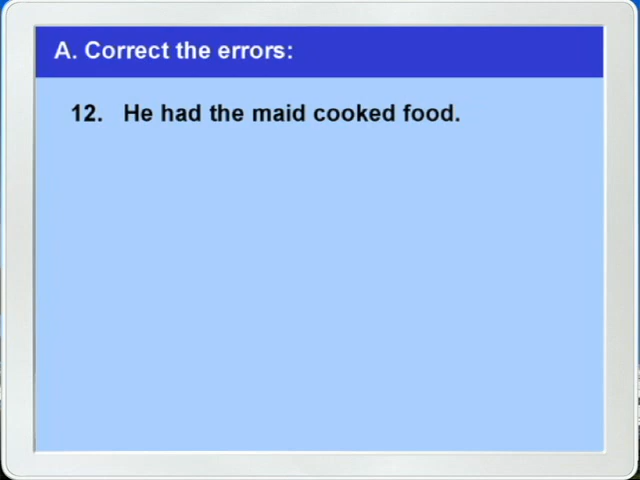 A. Correct the errors:
12. He had the maid cooked food.